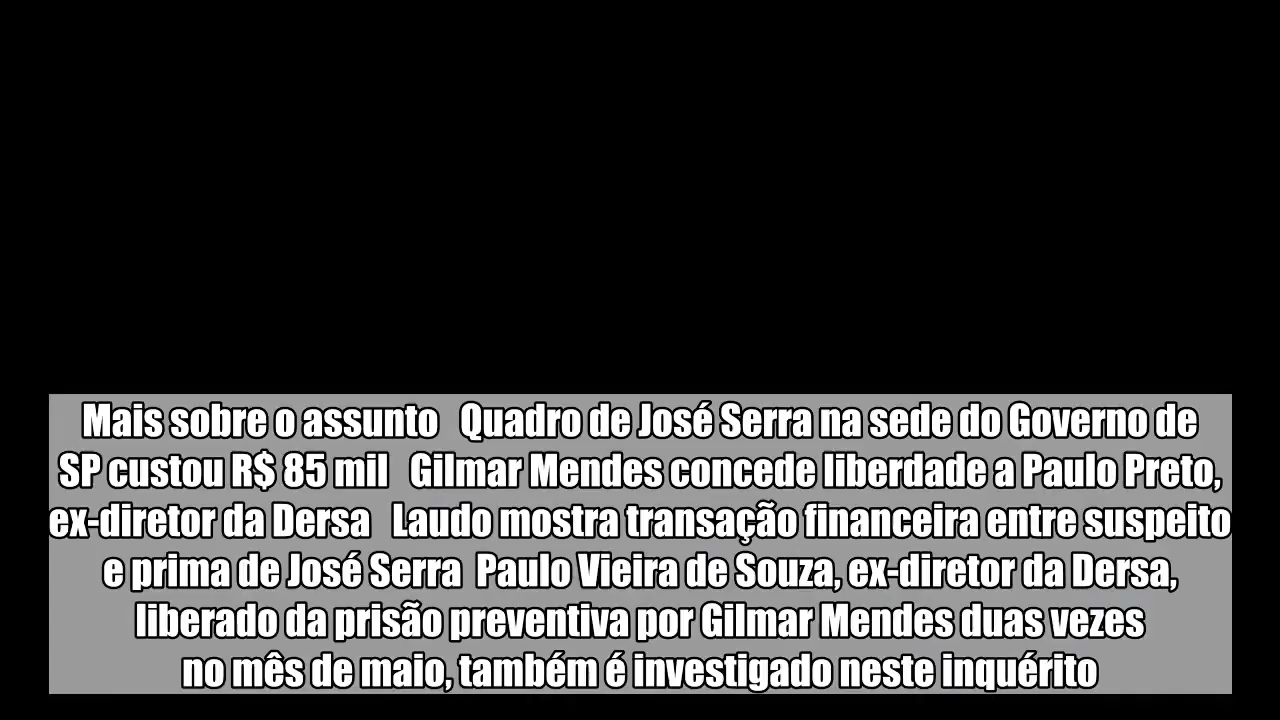 Mais sobre o assunto   Quadro de José Serra na sede do Governo de
SP custou R$ 85 mil   Gilmar Mendes concede liberdade a Paulo Preto,
ex-diretor da Dersa   Laudo mostra transação financeira entre suspeito
e prima de José Serra  Paulo Vieira de Souza, ex-diretor da Dersa,
liberado da prisão preventiva por Gilmar Mendes duas vezes
no mês de maio, também é investigado neste inquérito